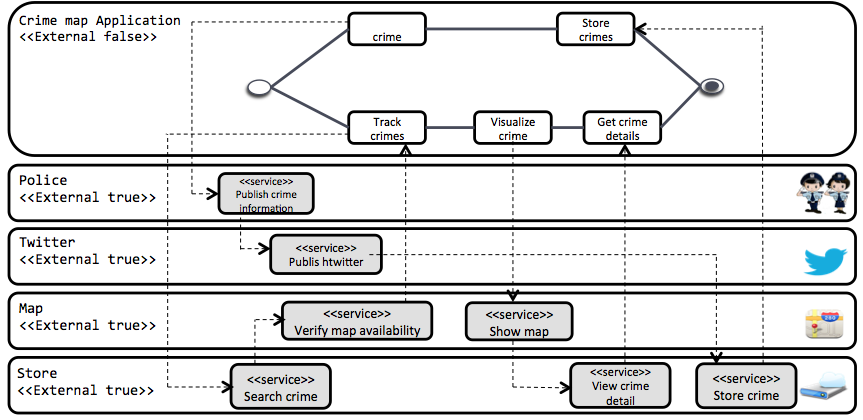 Crime map Application
<<External false>>
crime
Store
crimes
Track
crimes
Visualize
crime
Get crime
details
Police
<<External true>>
<<service>>
Publish crime
information
Twitter
<<External true>>
<<service>>
Publis htwitter
Map
<<External true>>
<<service>>
Verify map availability
<<service>>
Show map
Store
<<External true>>
<<service>>
Search crime
<<service>>
View crime
detail
<<service>>
Store crime